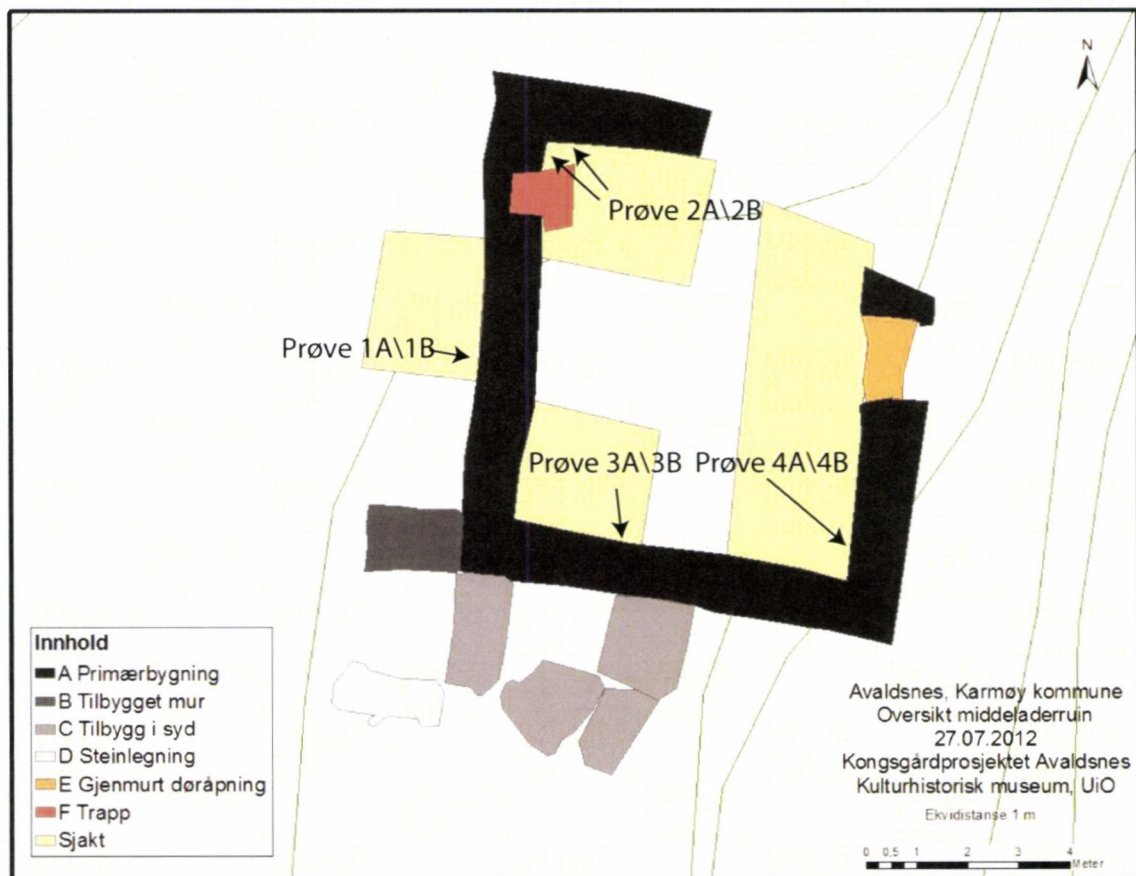 N
Prøve 2A\2B
Prøve 1A\1B
Prøve 3A\3B
Prøve 4A\4B
Innhold
A Primærbygning
B Tilbygget mur
C Tilbygg i syd
D Steinlegning
E Gjenmurt døråpning
F Trapp
Sjakt
Avaldsnes, Karmøy kommune
Oversikt middeladerruin
27.07.2012
Kongsgårdprosjektet Avaldsnes
Kulturhistorisk museum, UiO
Ekvidistanse 1 m
0 0,5 1 2 3 4
Meter